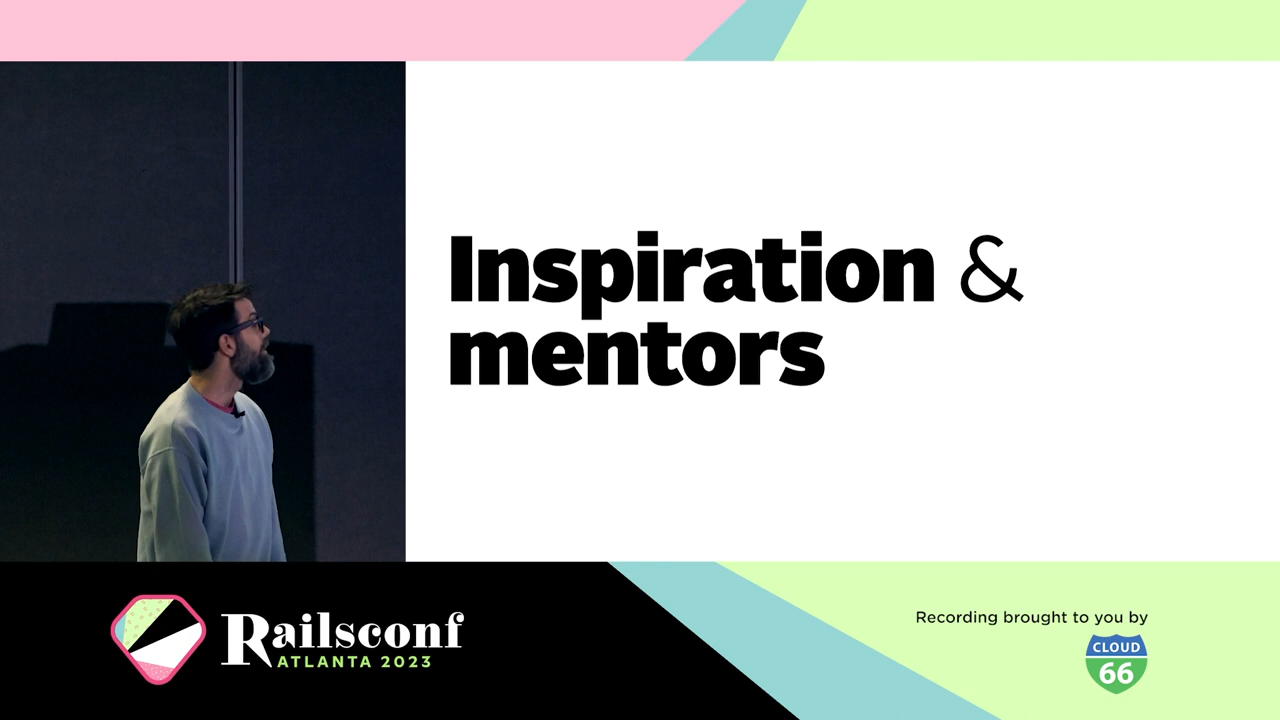 Inspiration &
mentors
Railsconf
ATLANTA 2023
Recording brought to you by
CLOUD
66